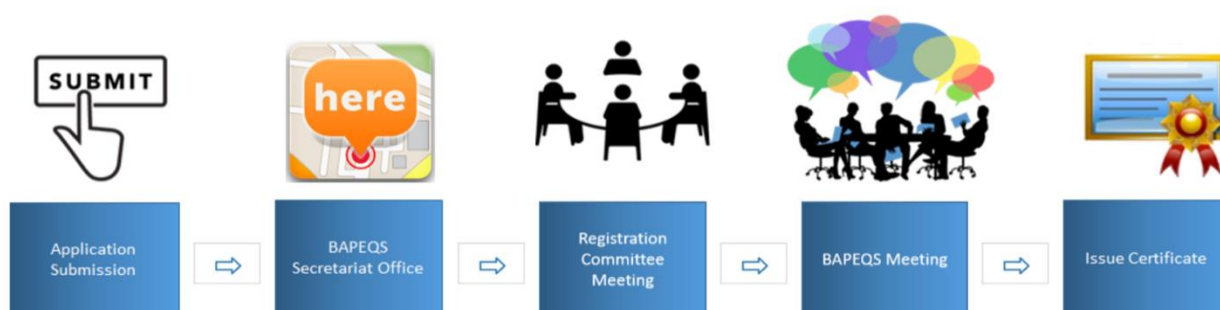 SUBMIT
here
Application
Submission
BAPEQS
Secretariat Office
Registration
Committee
Meeting
BAPEQS Meeting
Issue Certificate